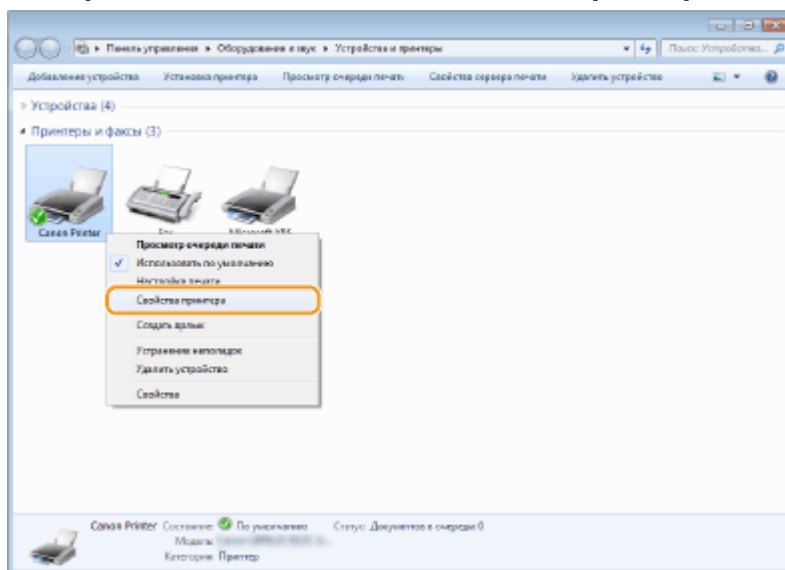 Панель управления ▸ Оборудование и звук ▸ Устройства и принтеры
Поиск: Устройства...
Добавление устройства Установка принтера Просмотр очереди печати Свойства сервера печати Удалить устройство
Устройства (4)
Принтеры и факсы (3)
Canon Printer
Просмотр очереди печати
Использовать по умолчанию
Настройка печати
Свойства принтера
Создать ярлык
Устранение неполадок
Удалить устройство
Свойства
Canon Printer Состояние: По умолчанию Статус: Документов в очереди: 0
Модель:
Категория: Принтер